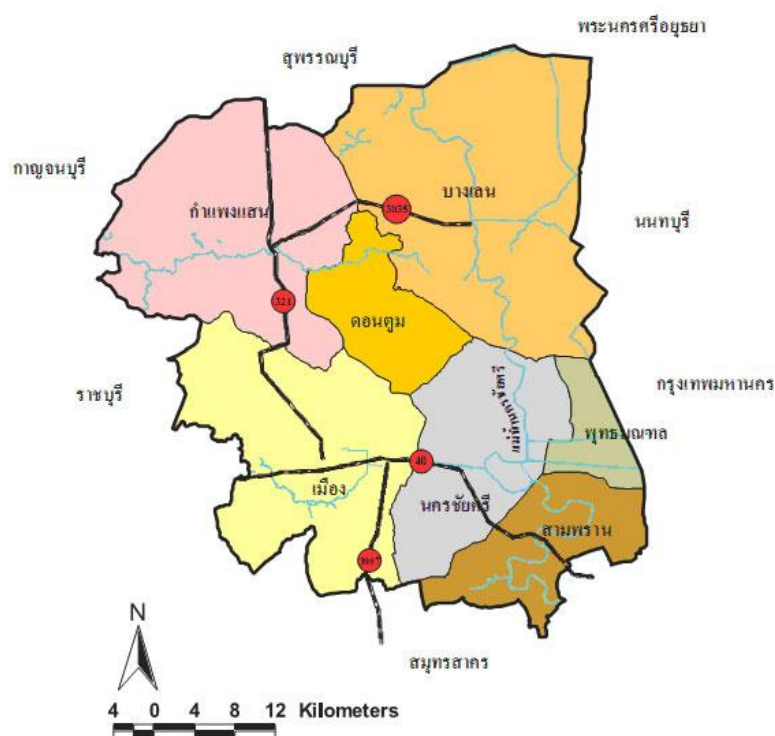 พระนครศรีอยุธยา
สุพรรณบุรี
กาญจนบุรี
กำแพงแสน
บางเลน
3035
นนทบุรี
321
ดอนตูม
ราชบุรี
แม่น้ำนครชัยศรี
กรุงเทพมหานคร
พุทธมณฑล
40
เมือง
นครชัยศรี
สามพราน
3097
N
สมุทรสาคร
4 0 4 8 12 Kilometers